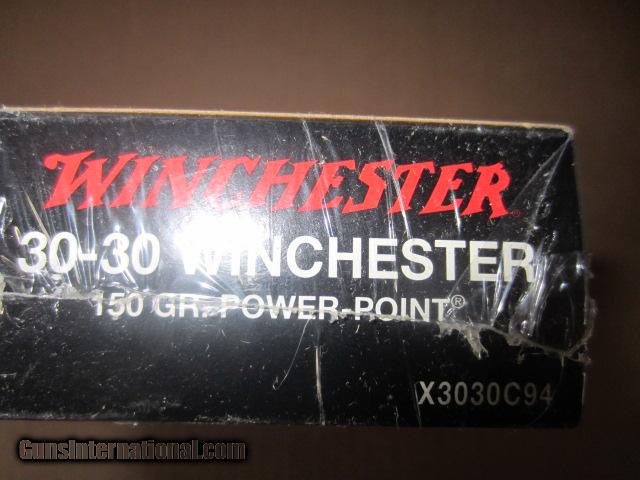 WINCHESTER
30-30 WINCHESTER
150 GR. POWER-POINT®
X3030C94
GunsInternational.com